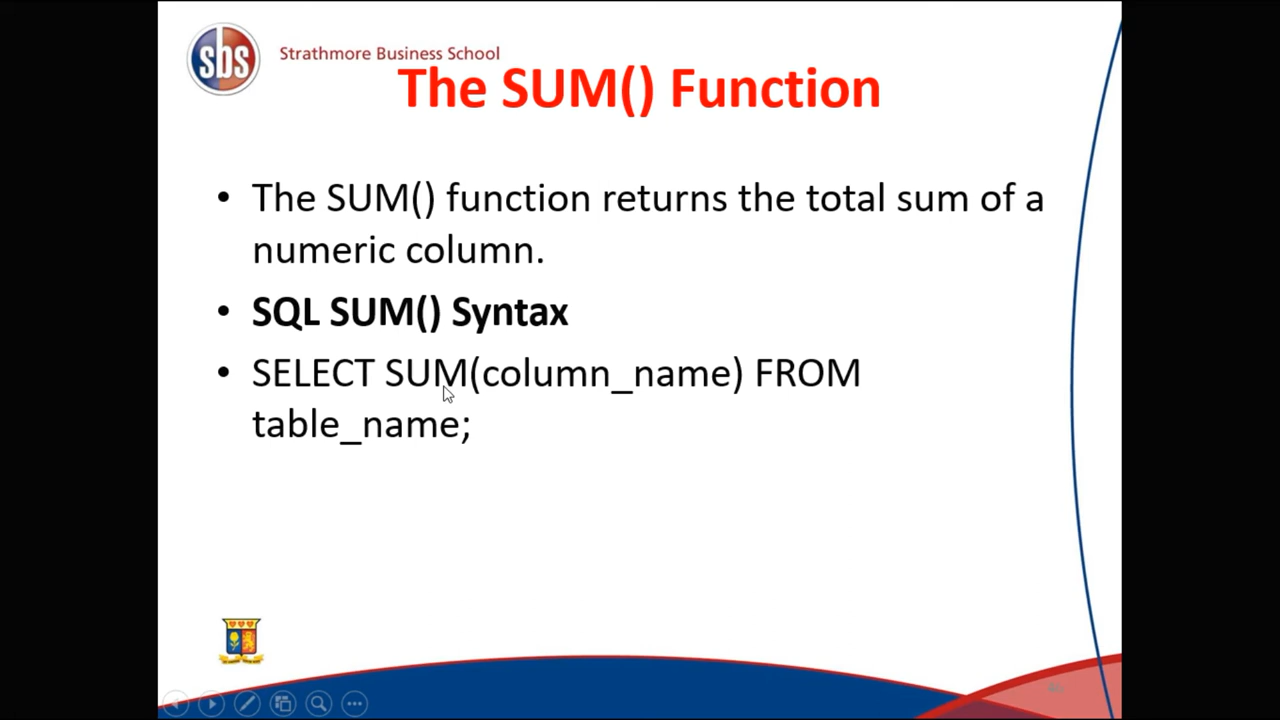 sbs
Strathmore Business School
The SUM() Function
• The SUM() function returns the total sum of a
numeric column.
• SQL SUM() Syntax
• SELECT SUM(column_name) FROM
table_name;